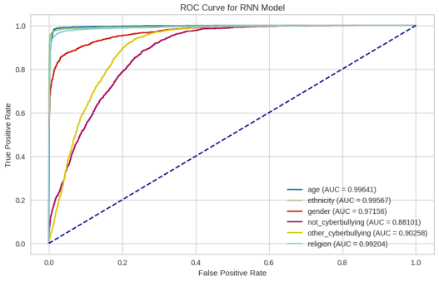 ROC Curve for RNN Model
True Positive Rate
1.0
0.8
0.6
0.4
0.2
0.0
age (AUC = 0.99641)
ethnicity (AUC = 0.99567)
gender (AUC = 0.97156)
not_cyberbullying (AUC = 0.88101)
other_cyberbullying (AUC = 0.90258)
religion (AUC = 0.99204)
0.0 0.2 0.4 0.6 0.8 1.0
False Positive Rate